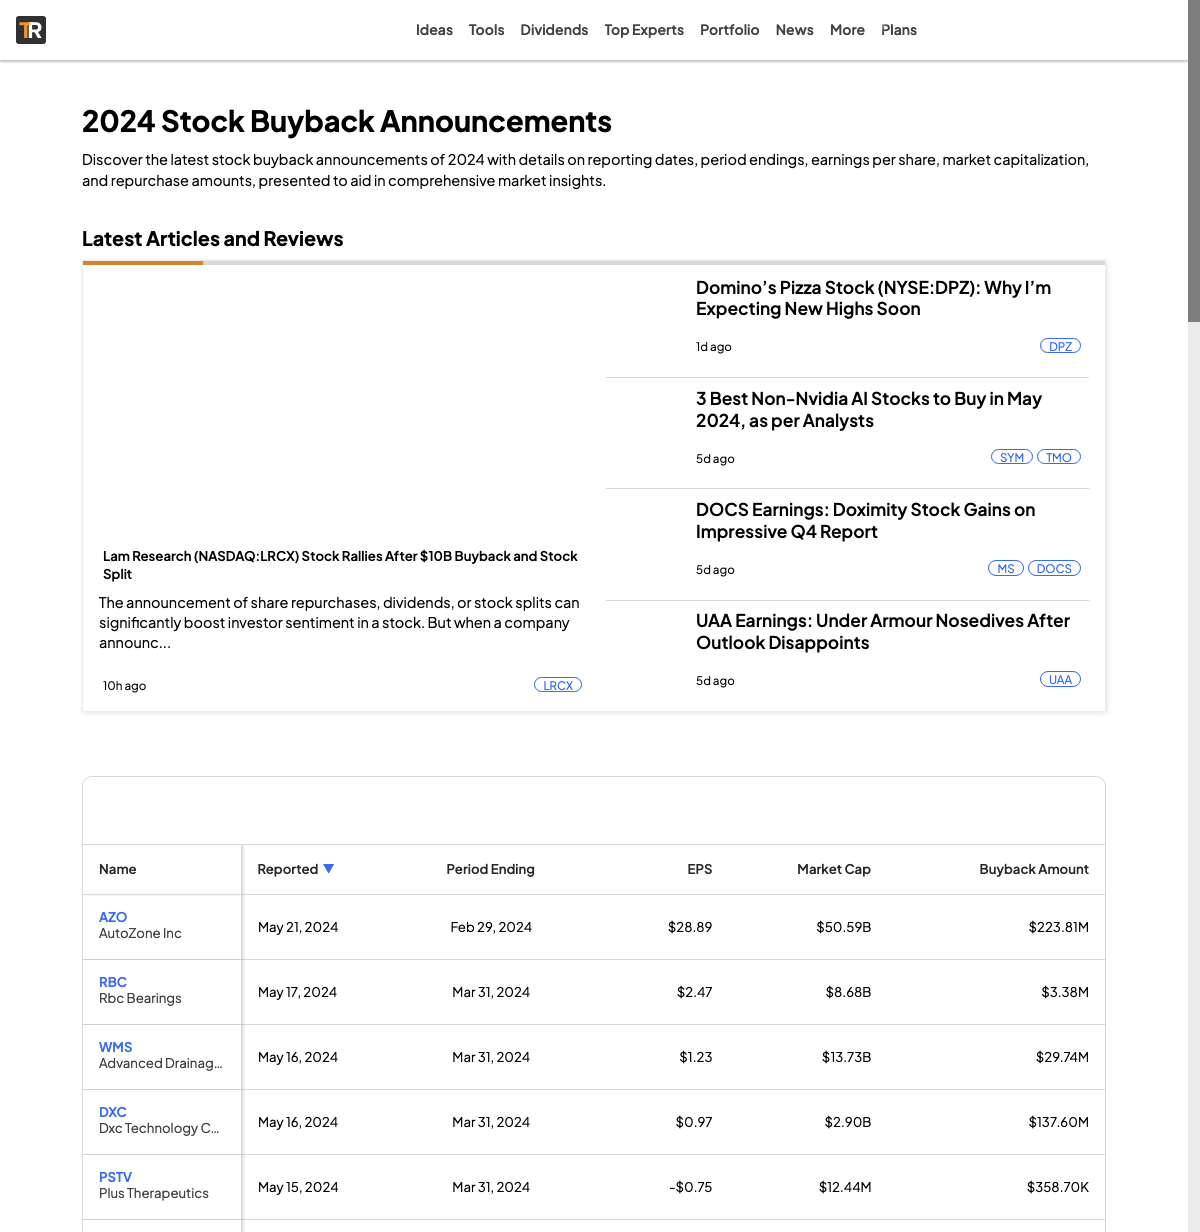 TR
Ideas Tools Dividends Top Experts Portfolio News More Plans
2024 Stock Buyback Announcements
Discover the latest stock buyback announcements of 2024 with details on reporting dates, period endings, earnings per share, market capitalization,
and repurchase amounts, presented to aid in comprehensive market insights.
Latest Articles and Reviews
Lam Research (NASDAQ:LRCX) Stock Rallies After $10B Buyback and Stock
Split
The announcement of share repurchases, dividends, or stock splits can
significantly boost investor sentiment in a stock. But when a company
announc...
10h ago LRCX
Domino’s Pizza Stock (NYSE:DPZ): Why I’m
Expecting New Highs Soon
1d ago DPZ
3 Best Non-Nvidia AI Stocks to Buy in May
2024, as per Analysts
5d ago SYM TMO
DOCS Earnings: Doximity Stock Gains on
Impressive Q4 Report
5d ago MS DOCS
UAA Earnings: Under Armour Nosedives After
Outlook Disappoints
5d ago UAA
Name Reported Period Ending EPS Market Cap Buyback Amount
AZO
AutoZone Inc May 21, 2024 Feb 29, 2024 $28.89 $50.59B $223.81M
RBC
Rbc Bearings May 17, 2024 Mar 31, 2024 $2.47 $8.68B $3.38M
WMS
Advanced Drainag... May 16, 2024 Mar 31, 2024 $1.23 $13.73B $29.74M
DXC
Dxc Technology C... May 16, 2024 Mar 31, 2024 $0.97 $2.90B $137.60M
PSTV
Plus Therapeutics May 15, 2024 Mar 31, 2024 -$0.75 $12.44M $358.70K